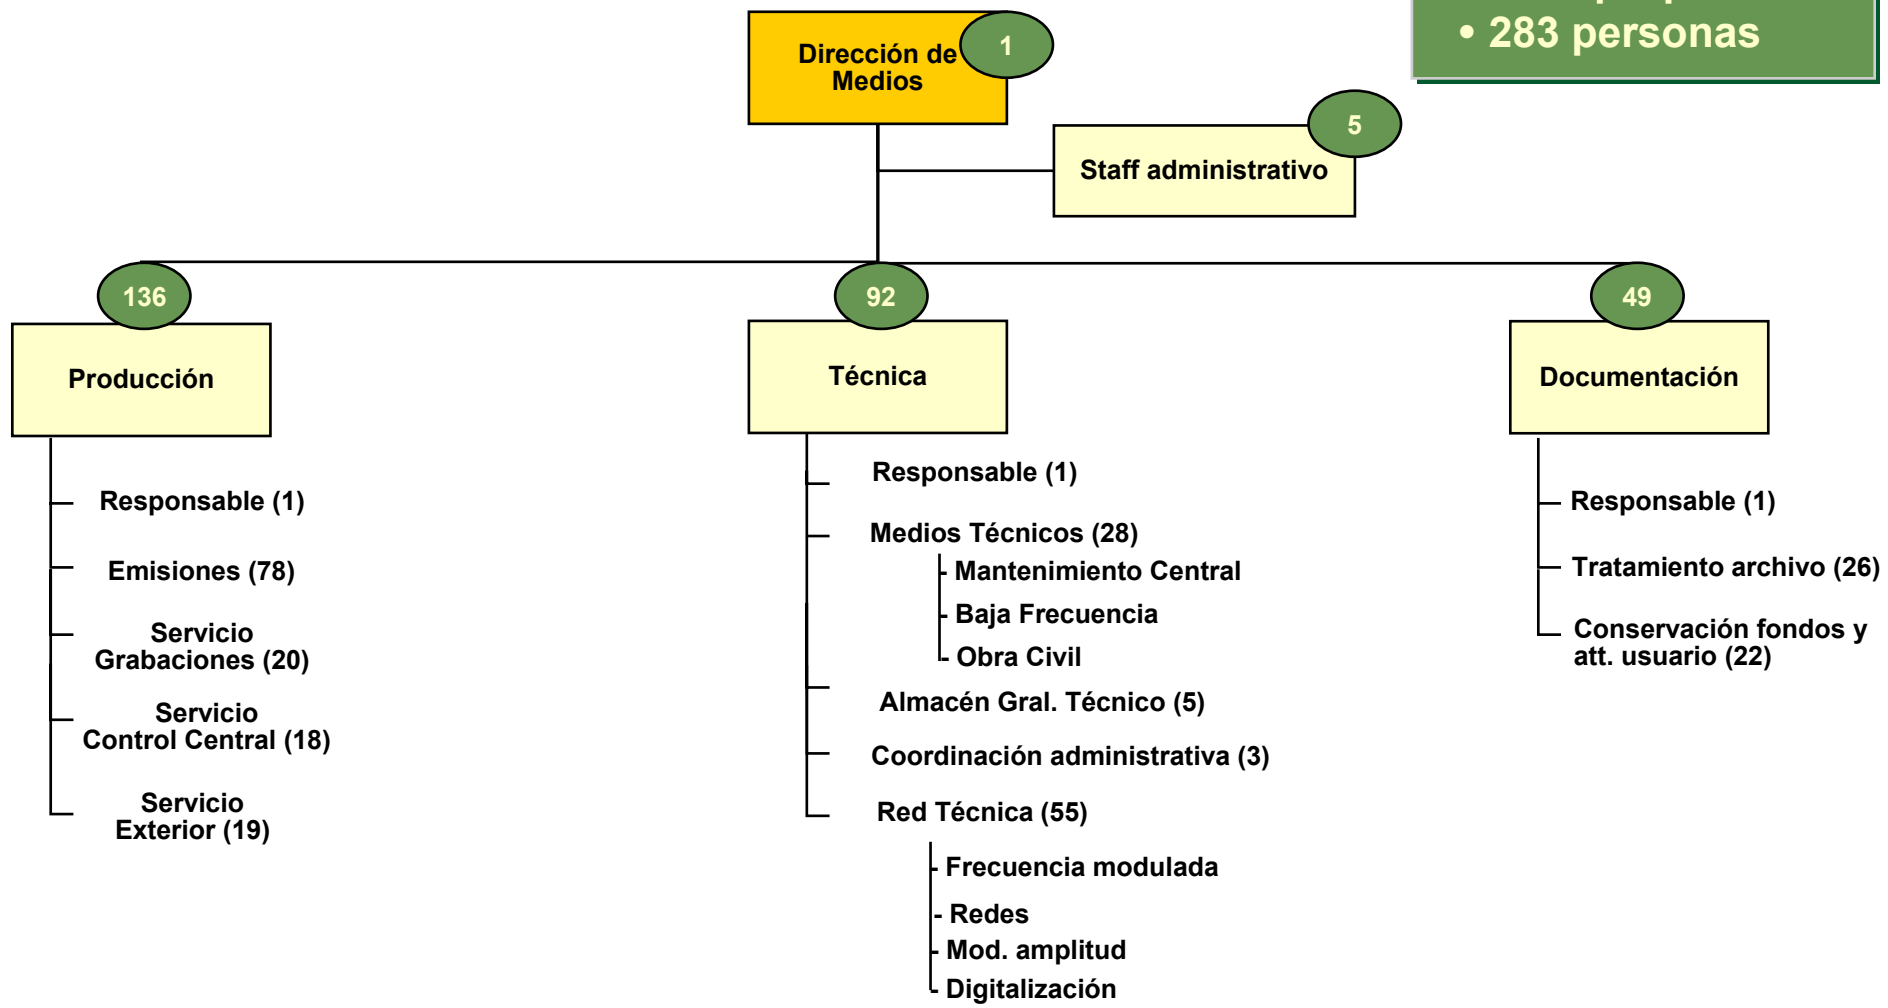 • 283 personas
Dirección de
Medios
1
5
Staff administrativo
136
92
49
Producción
Técnica
Documentación
Responsable (1)
Emisiones (78)
Servicio
Grabaciones (20)
Servicio
Control Central (18)
Servicio
Exterior (19)
Responsable (1)
Medios Técnicos (28)
- Mantenimiento Central
- Baja Frecuencia
- Obra Civil
Almacén Gral. Técnico (5)
Coordinación administrativa (3)
Red Técnica (55)
- Frecuencia modulada
- Redes
- Mod. amplitud
- Digitalización
Responsable (1)
Tratamiento archivo (26)
Conservación fondos y
att. usuario (22)